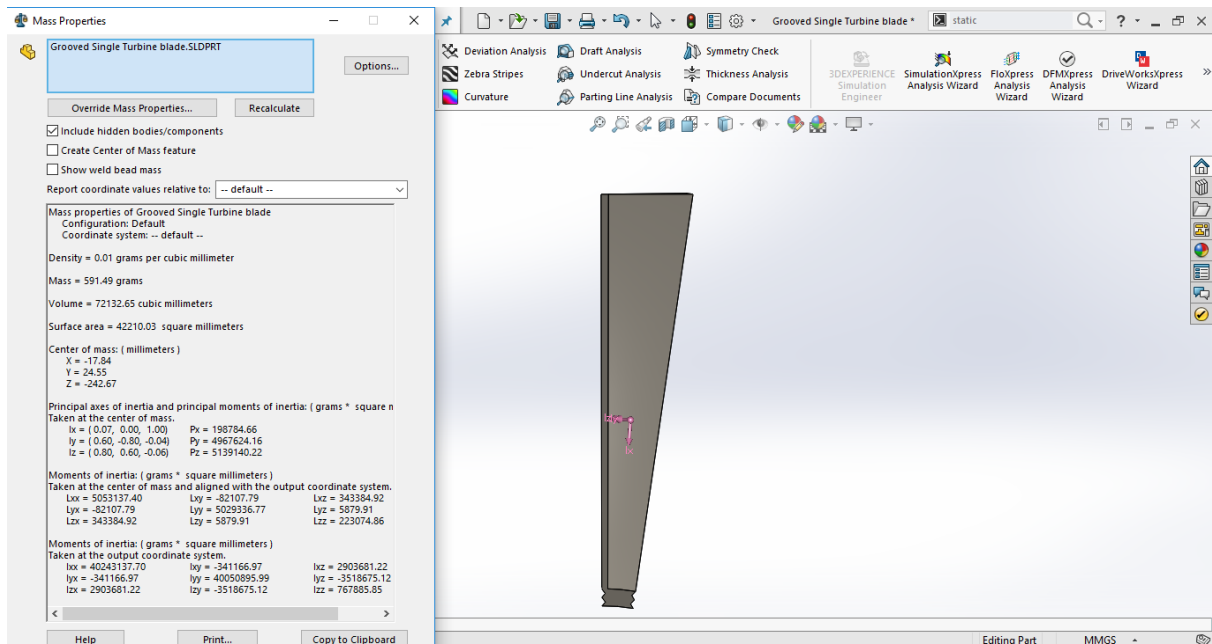 Mass Properties
Grooved Single Turbine blade.SLDPRT
Options...
Override Mass Properties...
Recalculate
Include hidden bodies/components
Create Center of Mass feature
Show weld bead mass
Report coordinate values relative to: -- default --
Mass properties of Grooved Single Turbine blade
Configuration: Default
Coordinate system: -- default --
Density = 0.01 grams per cubic millimeter
Mass = 591.49 grams
Volume = 72132.65 cubic millimeters
Surface area = 42210.03 square millimeters
Center of mass: ( millimeters )
X = -17.84
Y = 24.55
Z = -242.67
Principal axes of inertia and principal moments of inertia: ( grams * square n
Taken at the center of mass.
Ix = ( 0.07, 0.00, 1.00) Px = 198784.66
Iy = ( 0.60, -0.80, -0.04) Py = 4967624.16
Iz = ( 0.80, 0.60, -0.06) Pz = 5139140.22
Moments of inertia: ( grams * square millimeters )
Taken at the center of mass and aligned with the output coordinate system.
Lxx = 5053137.40 Lxy = -82107.79 Lxz = 343384.92
Lyx = -82107.79 Lyy = 5029336.77 Lyz = 5879.91
Lzx = 343384.92 Lzy = 5879.91 Lzz = 223074.86
Moments of inertia: ( grams * square millimeters )
Taken at the output coordinate system.
Ixx = 40243137.70 Ixy = -341166.97 Ixz = 2903681.22
Iyx = -341166.97 Iyy = 40050895.99 Iyz = -3518675.12
Izx = 2903681.22 Izy = -3518675.12 Izz = 767885.85
Help
Print...
Copy to Clipboard
Grooved Single Turbine blade *
static
Deviation Analysis
Draft Analysis
Symmetry Check
Zebra Stripes
Undercut Analysis
Thickness Analysis
Curvature
Parting Line Analysis
Compare Documents
3DEXPERIENCE
Simulation
Engineer
SimulationXpress
Analysis Wizard
FloXpress
Analysis
Wizard
DFMXpress
Analysis
Wizard
DriveWorksXpress
Wizard
Ix
Editing Part
MMGS